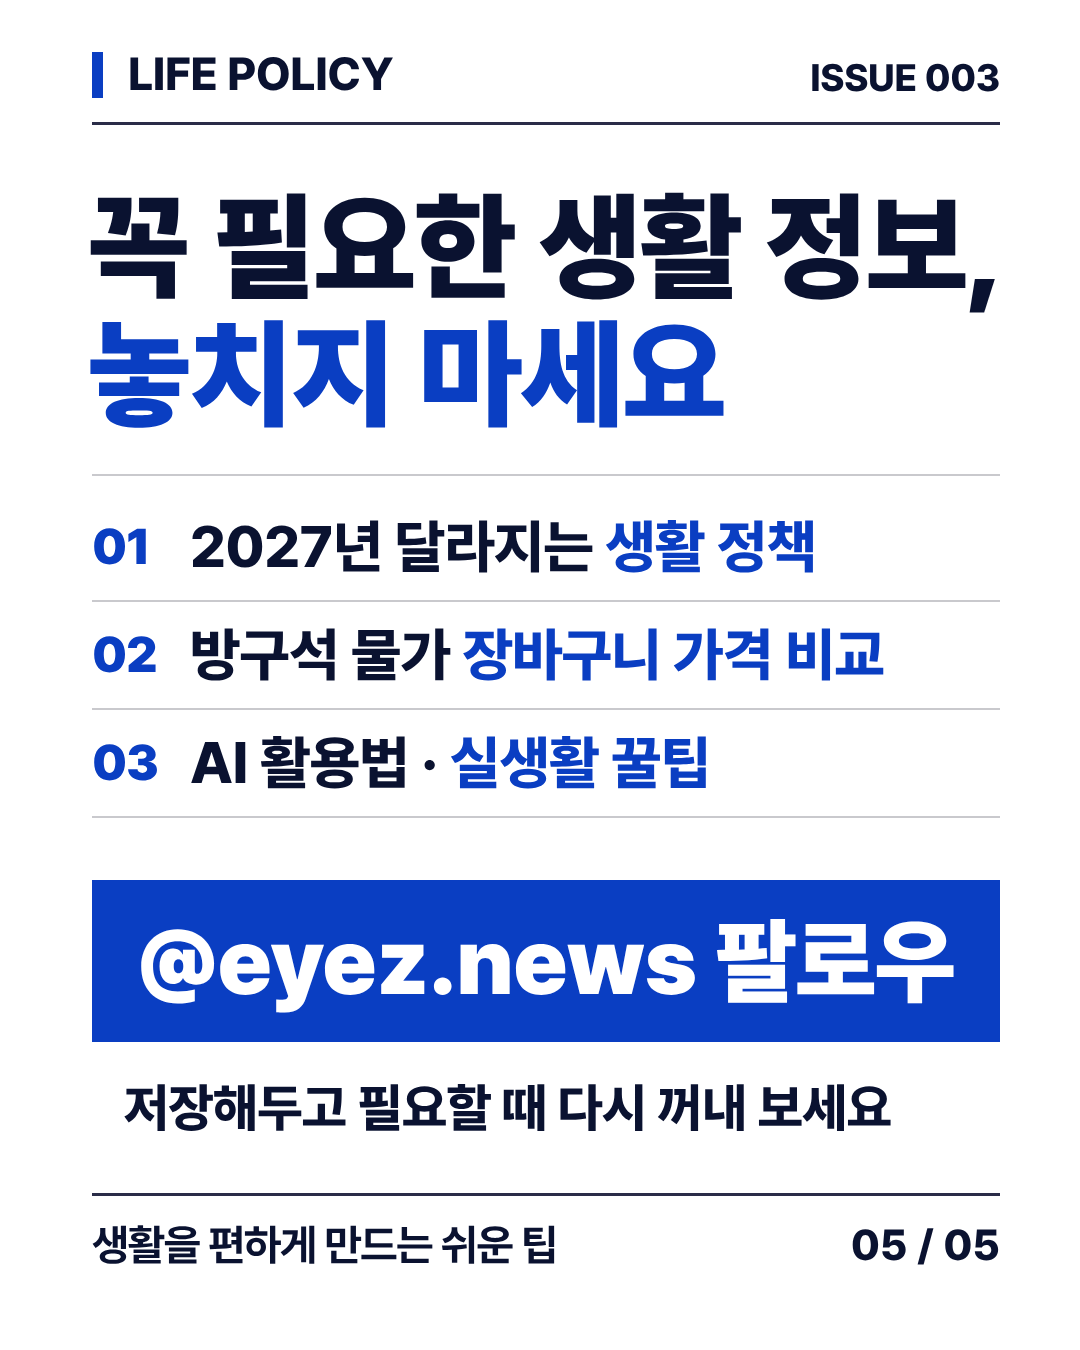 LIFE POLICY
ISSUE 003
꼭 필요한 생활 정보,
놓치지 마세요
01 2027년 달라지는 생활 정책
02 방구석 물가 장바구니 가격 비교
03 AI 활용법 · 실생활 꿀팁
@eyez.news 팔로우
저장해두고 필요할 때 다시 꺼내 보세요
생활을 편하게 만드는 쉬운 팁
05 / 05